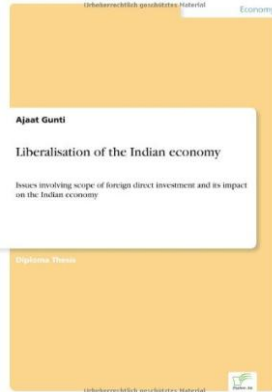 Urheberrechtlich geschütztes Material
Economy
Ajaat Gunti
Liberalisation of the Indian economy
Issues involving scope of foreign direct investment and its impact
on the Indian economy
Diploma Thesis
Urheberrechtlich geschütztes Material